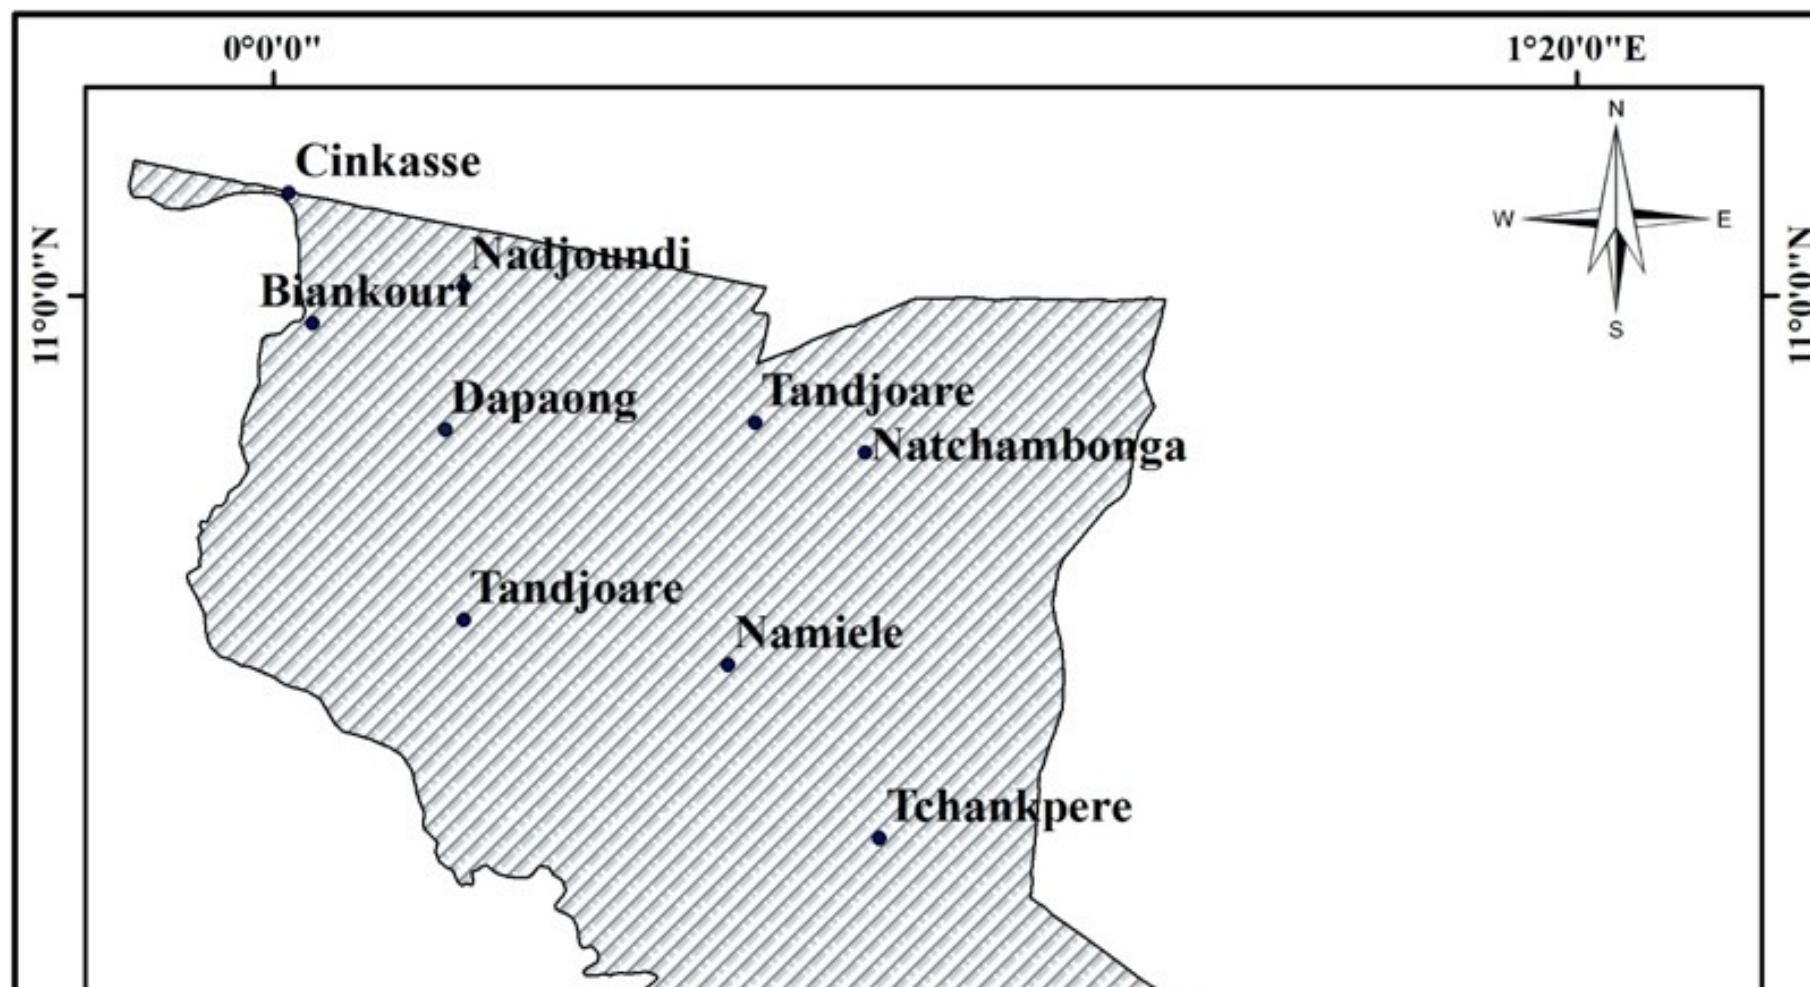 0°0'0"
1°20'0"E
N
Cinkasse
W
E
11°0'0"N
11°0'0"N
Nadjoundi
Biankouri
S
Tandjoare
Dapaong
Natchambonga
Tandjoare
Namiele
Tchankpere